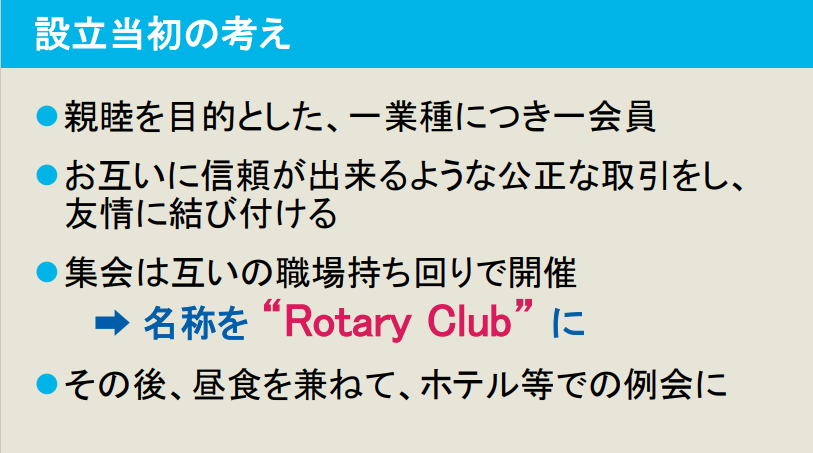 設立当初の考え
●親睦を目的とした、一業種につき一会員
●お互いに信頼が出来るような公正な取引をし、
友情に結び付ける
●集会は互いの職場持ち回りで開催
➡ 名称を “Rotary Club” に
●その後、昼食を兼ねて、ホテル等での例会に